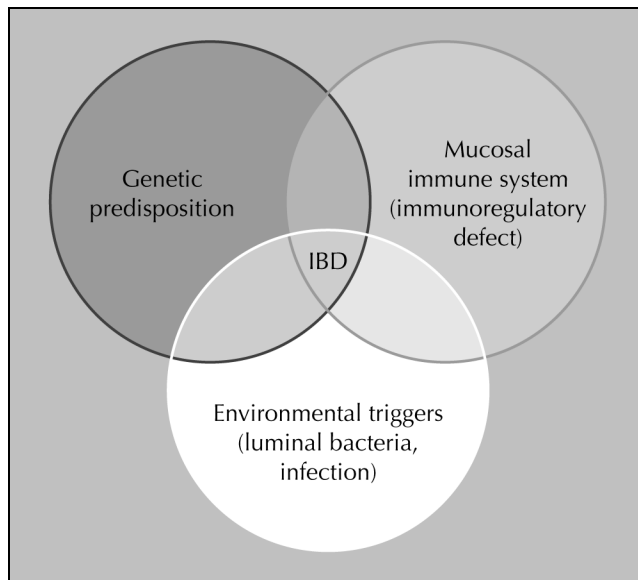 Genetic
predisposition
Mucosal
immune system
(immunoregulatory
defect)
IBD
Environmental triggers
(luminal bacteria,
infection)